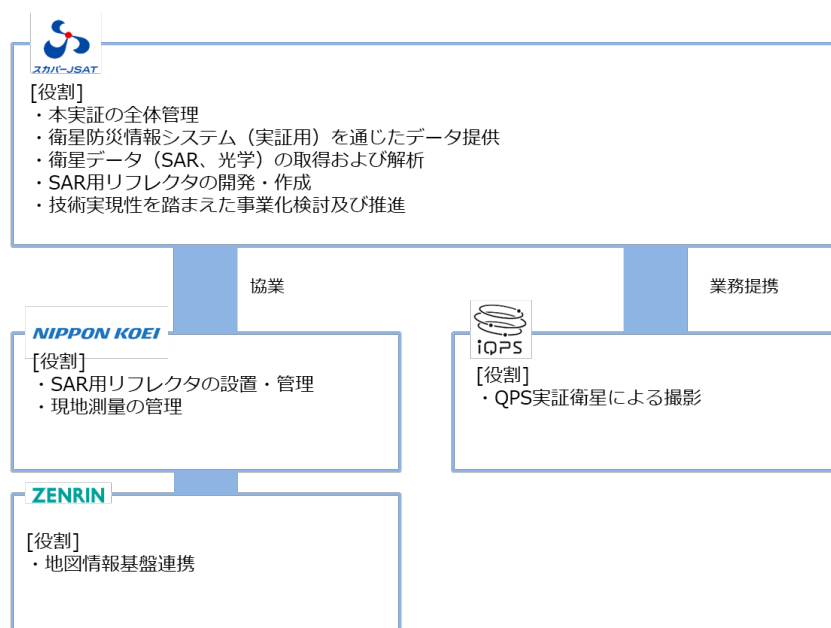 スカパーJSAT
[役割]
・本実証の全体管理
・衛星防災情報システム（実証用）を通じたデータ提供
・衛星データ（SAR、光学）の取得および解析
・SAR用リフレクタの開発・作成
・技術実現性を踏まえた事業化検討及び推進
協業
業務提携
NIPPON KOEI
[役割]
・SAR用リフレクタの設置・管理
・現地測量の管理
iQPS
[役割]
・QPS実証衛星による撮影
ZENRIN
[役割]
・地図情報基盤連携